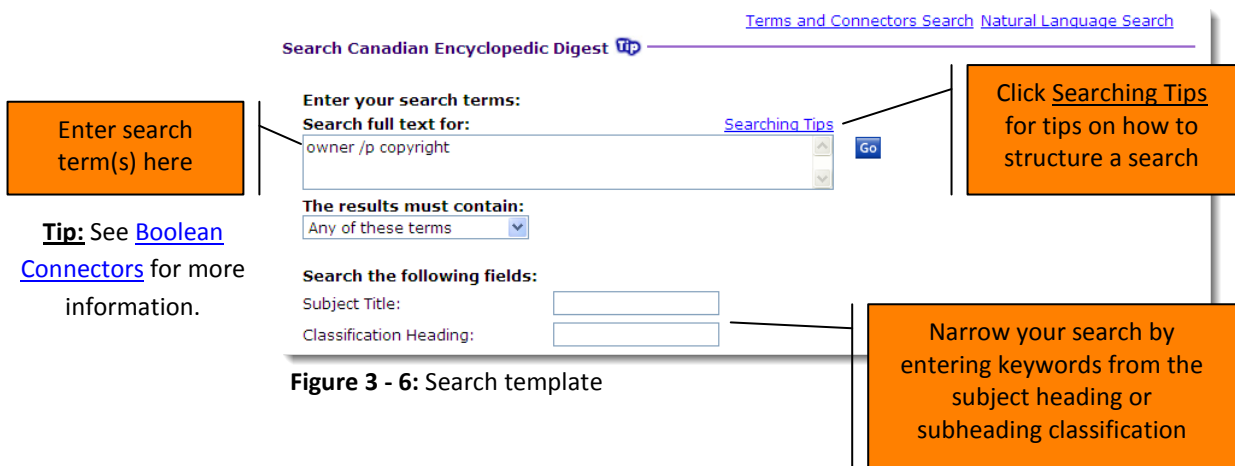 Terms and Connectors Search Natural Language Search
Search Canadian Encyclopedic Digest Tip
Enter your search terms:
Search full text for: Searching Tips
owner /p copyright
Go
The results must contain:
Any of these terms
Search the following fields:
Subject Title:
Classification Heading:
Enter search
term(s) here
Tip: See Boolean
Connectors for more
information.
Click Searching Tips
for tips on how to
structure a search
Narrow your search by
entering keywords from the
subject heading or
subheading classification
Figure 3 - 6: Search template